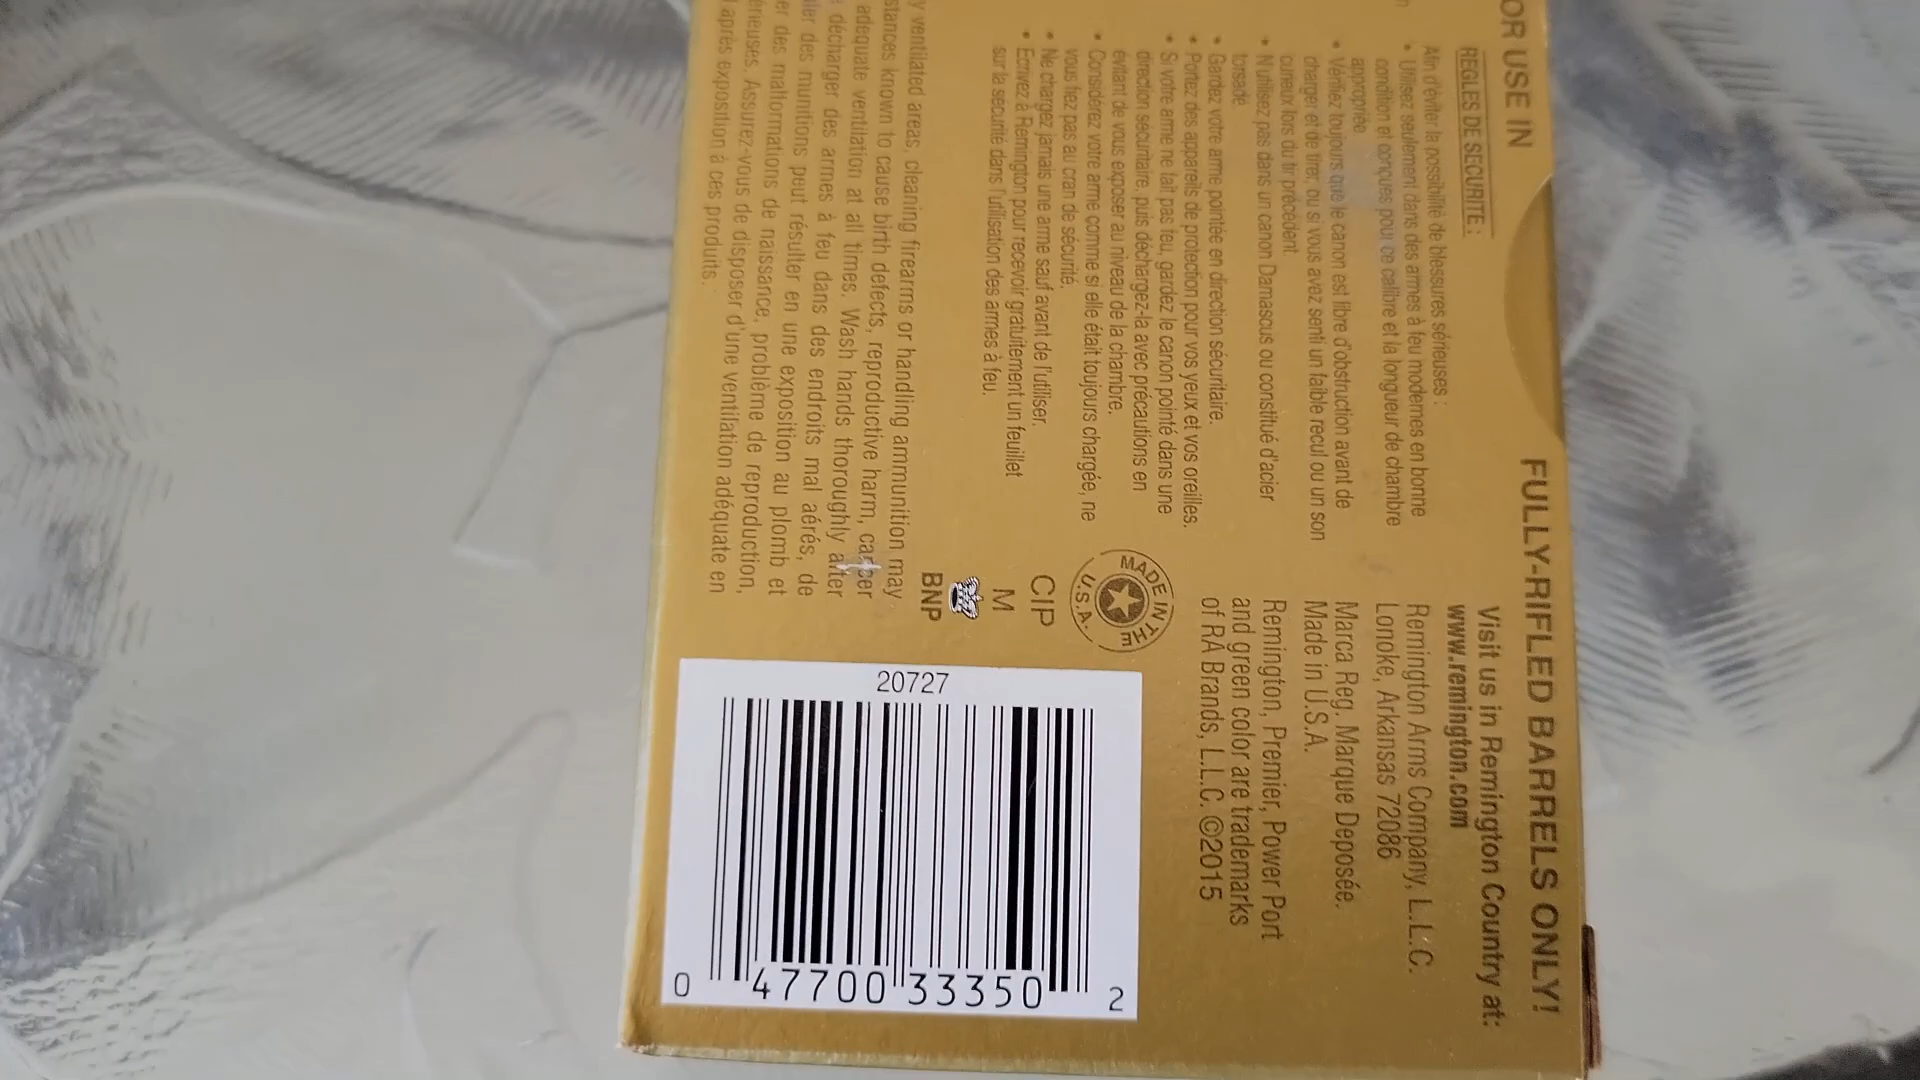 OR USE IN
FULLY-RIFLED BARRELS ONLY!
REGLES DE SECURITE :
Afin d'éviter la possibilité de blessures sérieuses :
• Utilisez seulement dans des armes à feu modernes en bonne
condition et conçues pour ce calibre et la longueur de chambre
appropriée
• Vérifiez toujours que le canon est libre d'obstruction avant de
charger et de tirer, ou si vous avez senti un faible recul ou un son
curieux lors du tir précédent
• N'utilisez pas dans un canon Damascus ou constitué d'acier
torsadé
• Gardez votre arme pointée en direction sécuritaire.
• Portez des appareils de protection pour vos yeux et vos oreilles.
• Si votre arme ne fait pas feu, gardez le canon pointé dans une
direction sécuritaire, puis déchargez-la avec précautions en
évitant de vous exposer au niveau de la chambre.
• Considérez votre arme comme si elle était toujours chargée, ne
vous fiez pas au cran de sécurité.
• Ne chargez jamais une arme sauf avant de l'utiliser.
• Écrivez à Remington pour recevoir gratuitement un feuillet
sur la sécurité dans l'utilisation des armes à feu.
Visit us in Remington Country at:
www.remington.com
Remington Arms Company, L.L.C.
Lonoke, Arkansas 72086
Marca Reg. Marque Deposée.
Made in U.S.A.
Remington, Premier, Power Port
and green color are trademarks
of RA Brands, L.L.C. ©2015
MADE IN THE
U.S.A.
CIP
M
BNP
y ventilated areas, cleaning firearms or handling ammunition may
stances known to cause birth defects, reproductive harm, cancer
adequate ventilation at all times. Wash hands thoroughly after
décharger des armes à feu dans des endroits mal aérés, de
ler des munitions peut résulter en une exposition au plomb et
er des malformations de naissance, problème de reproduction,
érieuses. Assurez-vous de disposer d'une ventilation adéquate en
après exposition à ces produits.
20727
0 47700 33350 2